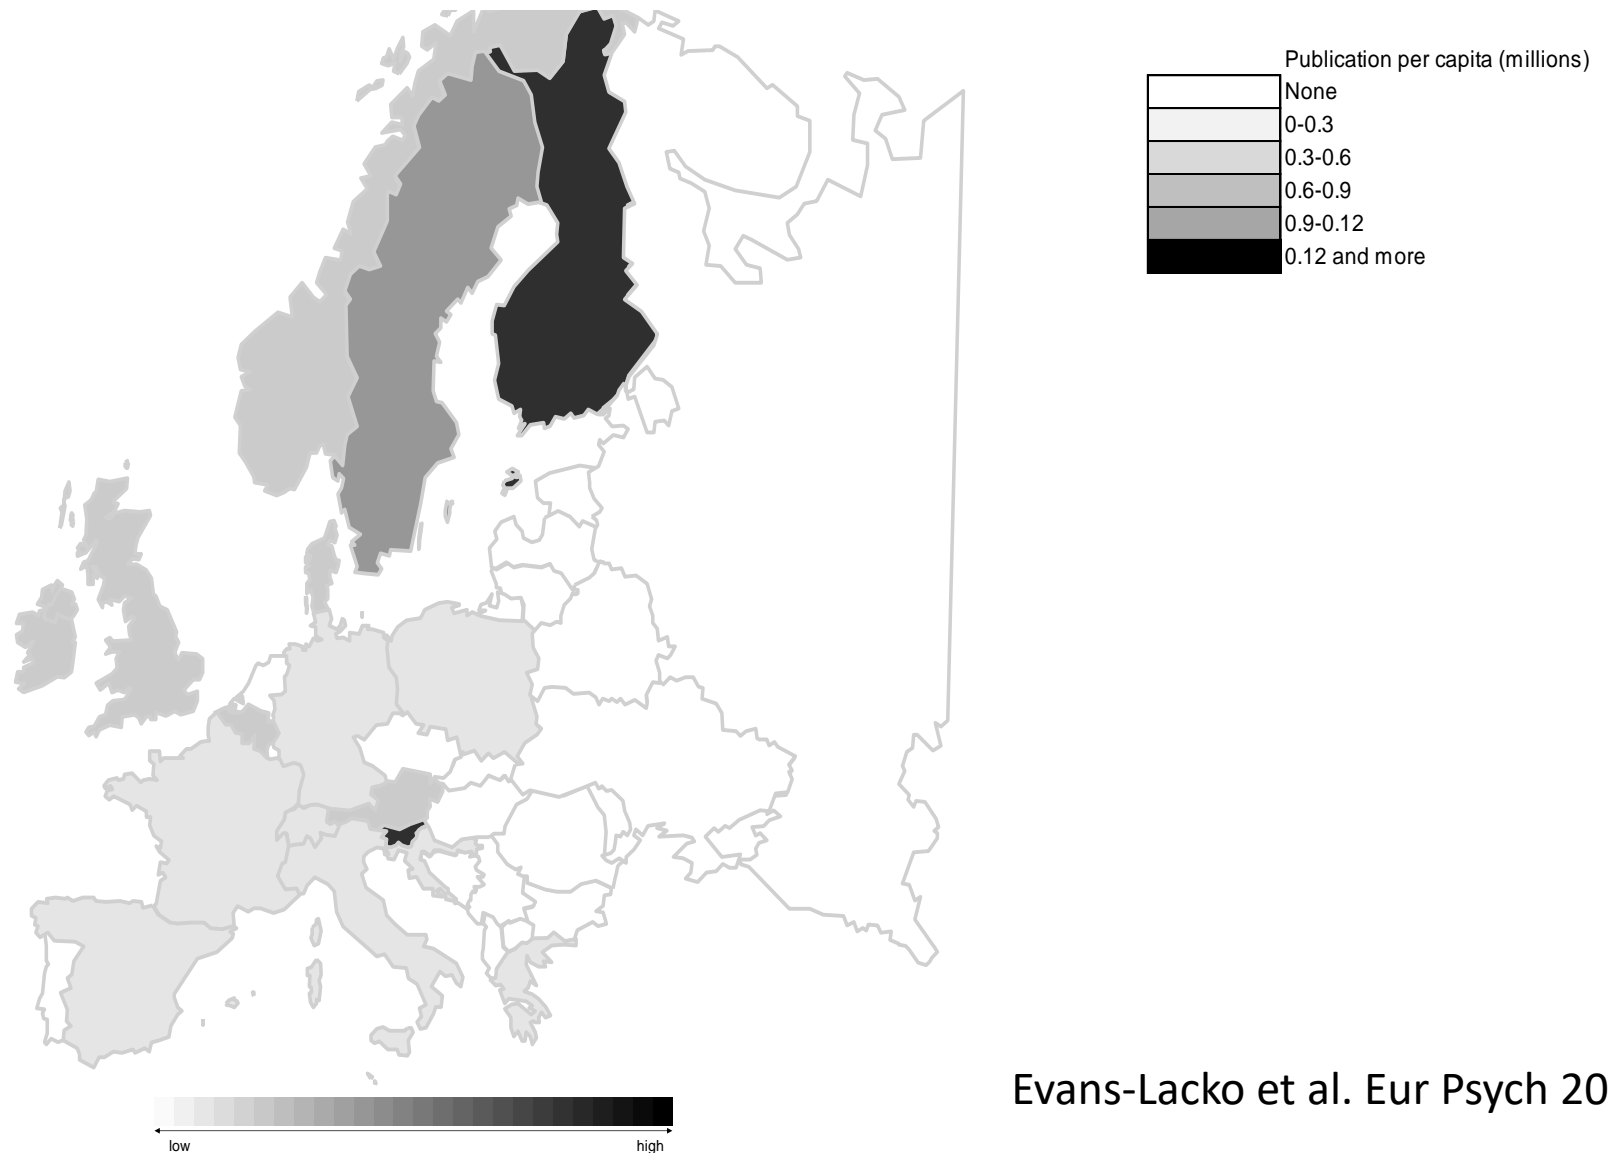 Publication per capita (millions)
None
0-0.3
0.3-0.6
0.6-0.9
0.9-0.12
0.12 and more
Evans-Lacko et al. Eur Psych 20
low
high